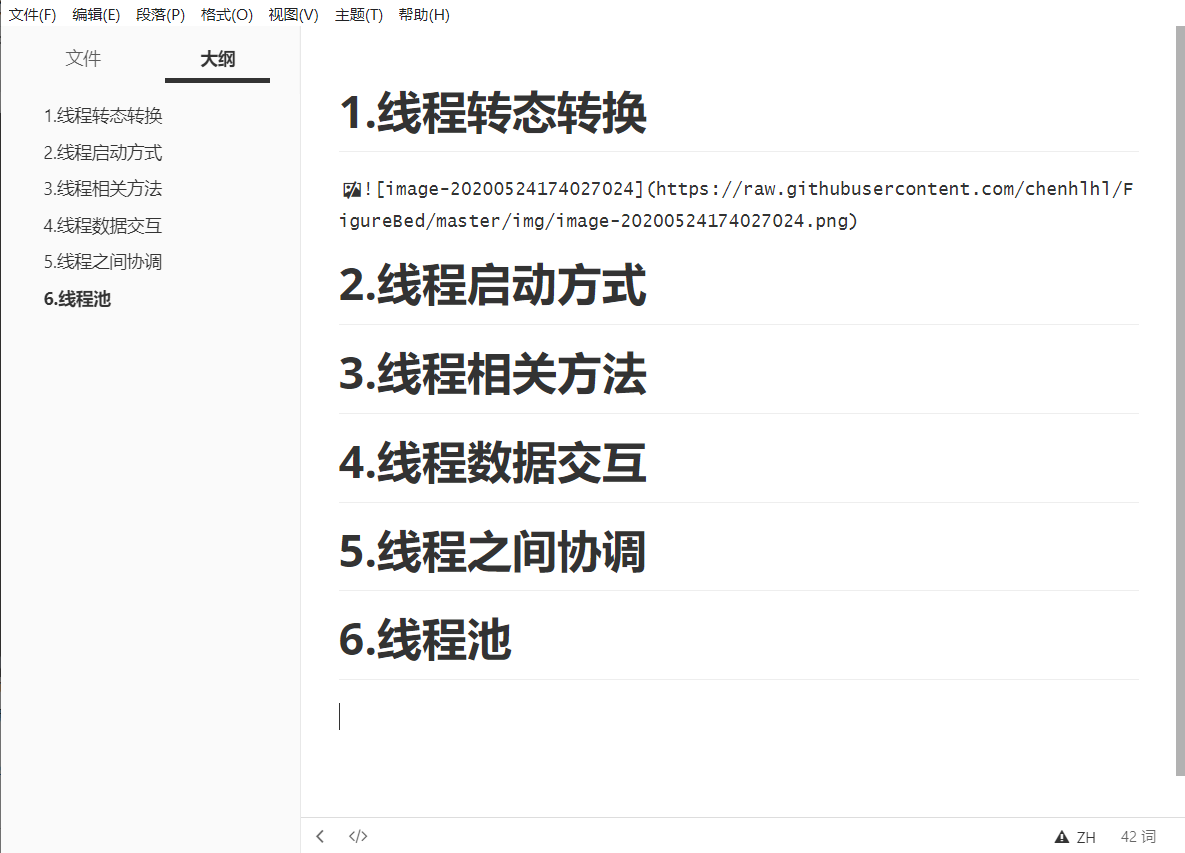 文件(F) 编辑(E) 段落(P) 格式(O) 视图(V) 主题(T) 帮助(H)
文件 大纲
1.线程转态转换
2.线程启动方式
3.线程相关方法
4.线程数据交互
5.线程之间协调
6.线程池
1.线程转态转换
![image-20200524174027024](https://raw.githubusercontent.com/chenhlhl/F
igureBed/master/img/image-20200524174027024.png)
2.线程启动方式
3.线程相关方法
4.线程数据交互
5.线程之间协调
6.线程池
</> ZH 42 词